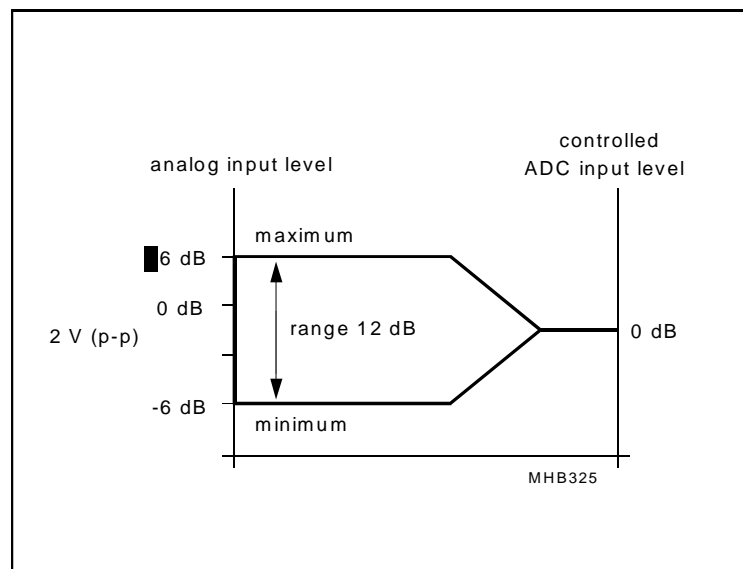 controlled
analog input level
ADC input level
maximum
6 dB
0 dB
range 12 dB
2 V (p-p)
0 dB
-6 dB
minimum
MHB325